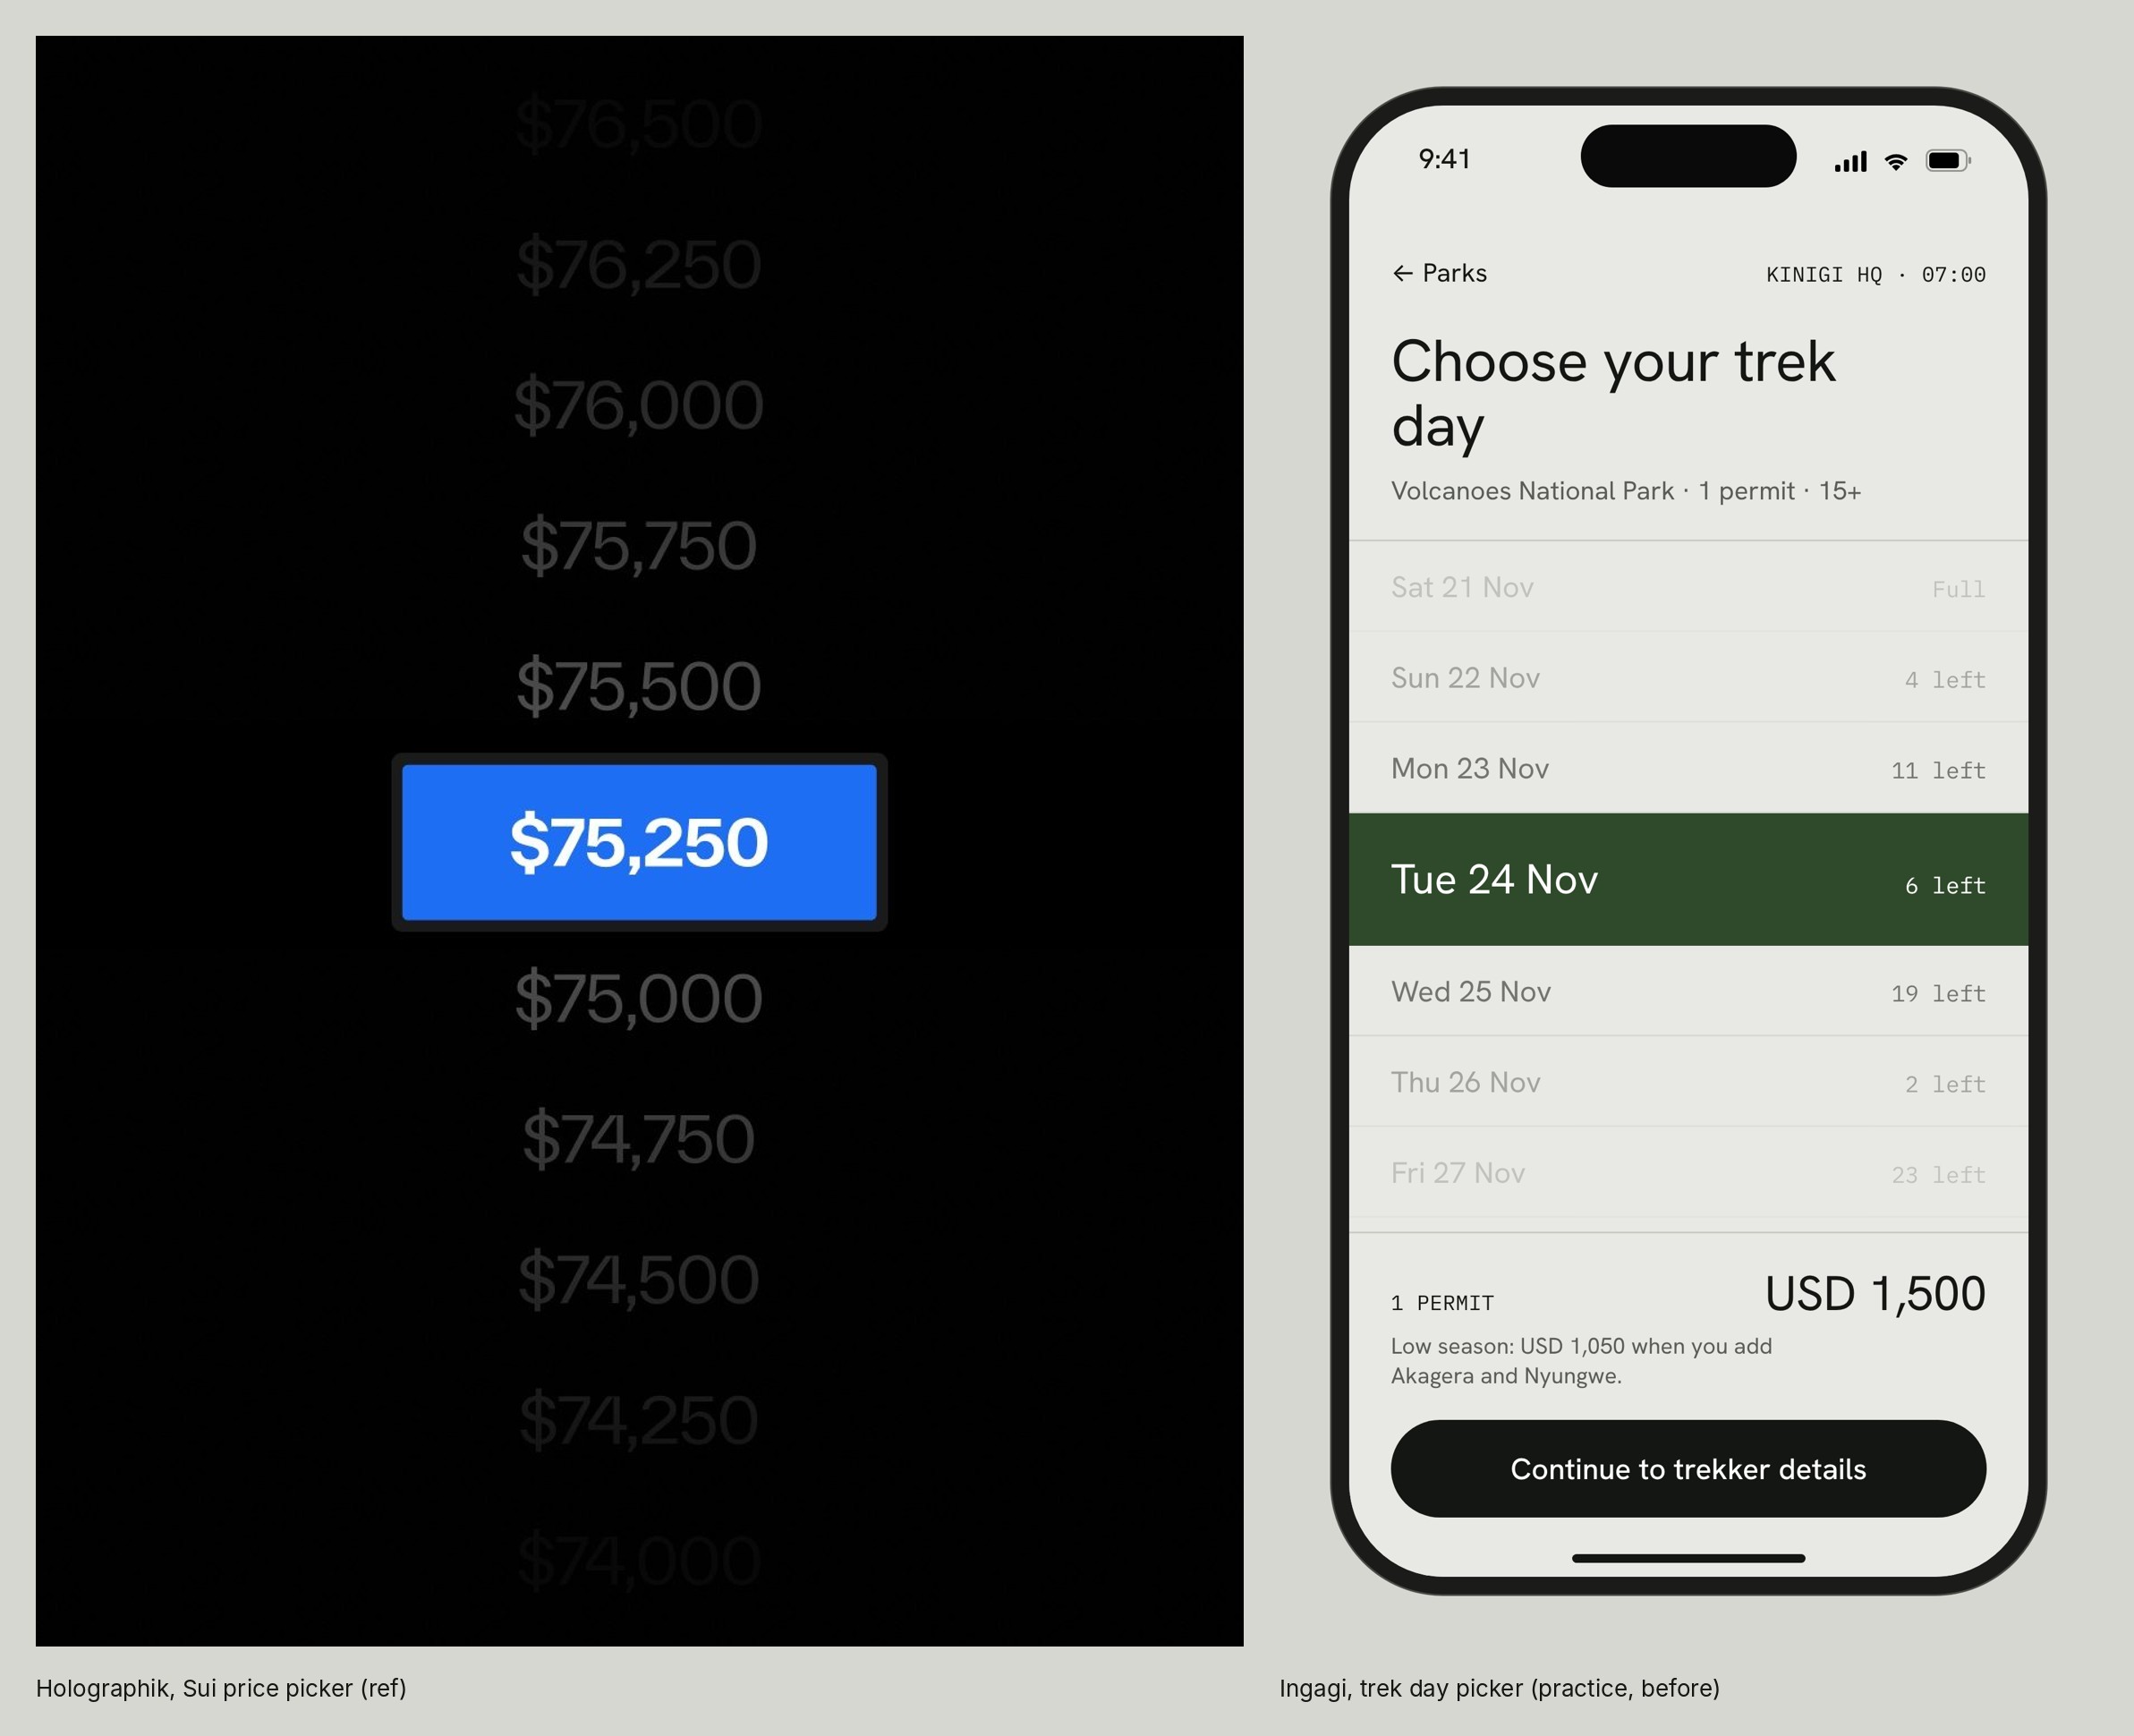 $76,500
$76,250
$76,000
$75,750
$75,500
$75,250
$75,000
$74,750
$74,500
$74,250
$74,000
Holographik, Sui price picker (ref)
9:41
← Parks
KINIGI HQ · 07:00
Choose your trek
day
Volcanoes National Park · 1 permit · 15+
Sat 21 Nov Full
Sun 22 Nov 4 left
Mon 23 Nov 11 left
Tue 24 Nov 6 left
Wed 25 Nov 19 left
Thu 26 Nov 2 left
Fri 27 Nov 23 left
1 PERMIT USD 1,500
Low season: USD 1,050 when you add
Akagera and Nyungwe.
Continue to trekker details
Ingagi, trek day picker (practice, before)